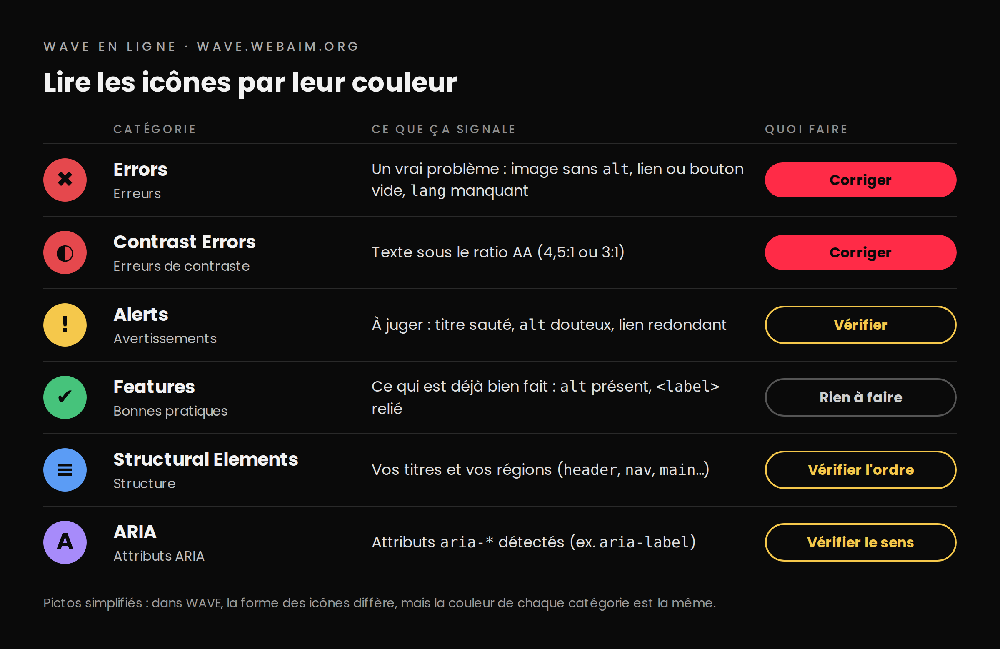 WAVE EN LIGNE · WAVE.WEBAIM.ORG
Lire les icônes par leur couleur
CATÉGORIE CE QUE ÇA SIGNALE QUOI FAIRE
✖ Errors
Erreurs
Un vrai problème : image sans alt, lien ou bouton
vide, lang manquant
Corriger
◐ Contrast Errors
Erreurs de contraste
Texte sous le ratio AA (4,5:1 ou 3:1)
Corriger
! Alerts
Avertissements
À juger : titre sauté, alt douteux, lien redondant
Vérifier
✔ Features
Bonnes pratiques
Ce qui est déjà bien fait : alt présent, <label>
relié
Rien à faire
≡ Structural Elements
Structure
Vos titres et vos régions (header, nav, main…)
Vérifier l'ordre
A ARIA
Attributs ARIA
Attributs aria-* détectés (ex. aria-label)
Vérifier le sens
Pictos simplifiés : dans WAVE, la forme des icônes diffère, mais la couleur de chaque catégorie est la même.